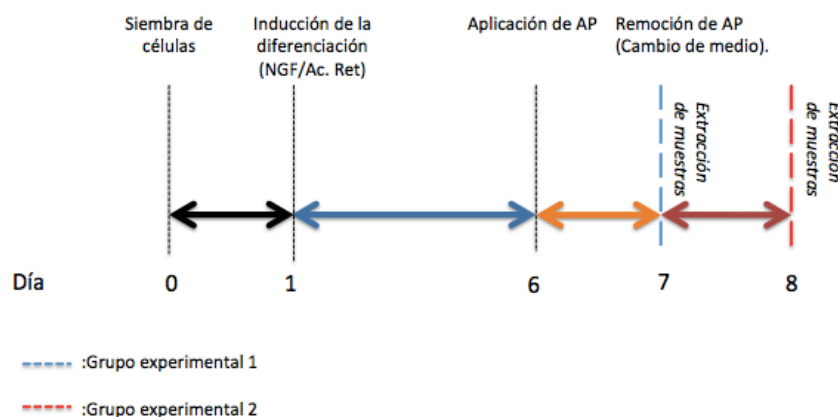 Siembra de
células
Inducción de la
diferenciación
(NGF/Ac. Ret)
Aplicación de AP
Remoción de AP
(Cambio de medio).
Extracción
de muestras
Extracción
de muestras
Día
0
1
6
7
8
:Grupo experimental 1
:Grupo experimental 2